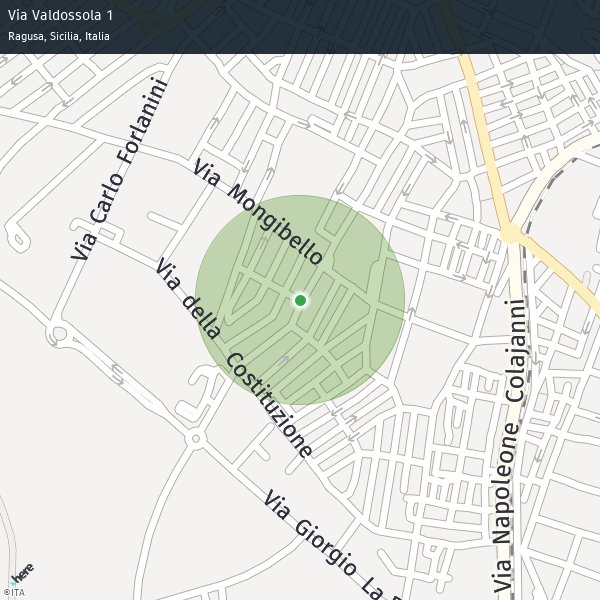 Via Valdossola 1
Ragusa, Sicilia, Italia
Via Carlo Forlanini
Via Mongibello
Via della Costituzione
Via Napoleone Colajanni
Via Giorgio La
here
©ITA